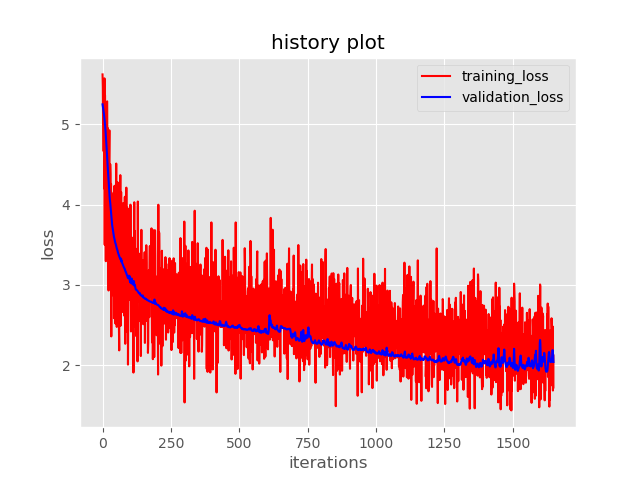 history plot
training_loss
validation_loss
5
4
3
2
loss
0 250 500 750 1000 1250 1500
iterations